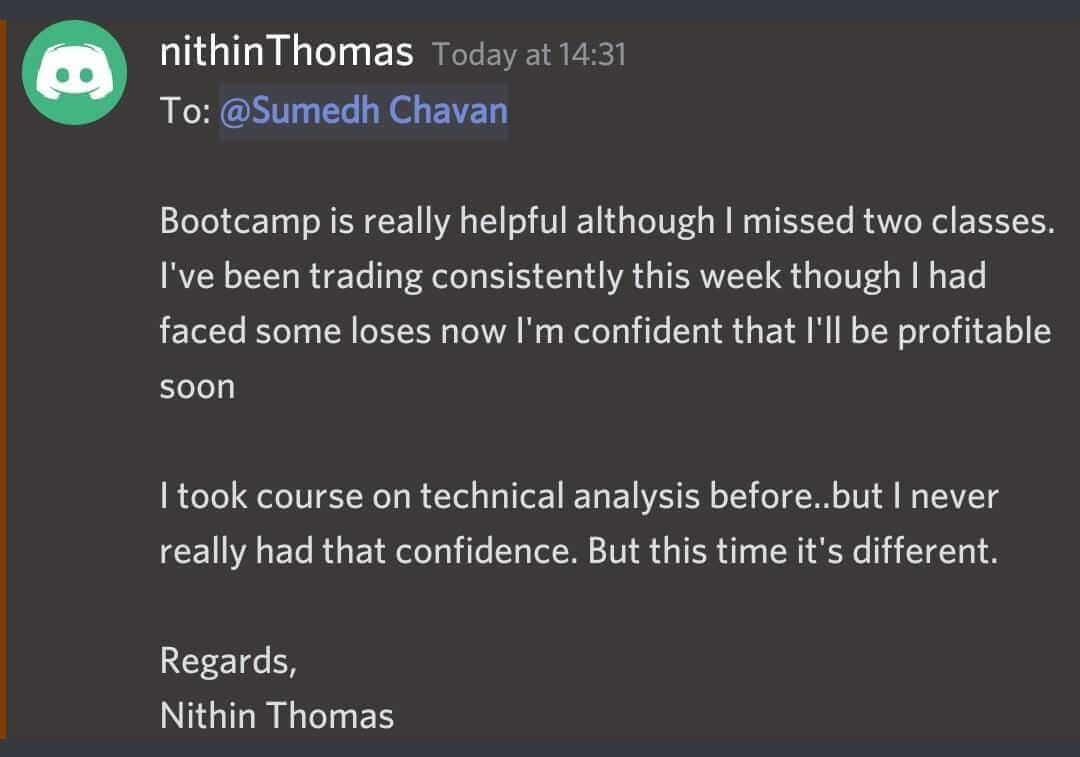 nithinThomas Today at 14:31
To: @Sumedh Chavan
Bootcamp is really helpful although I missed two classes.
I've been trading consistently this week though I had
faced some loses now I'm confident that I'll be profitable
soon
I took course on technical analysis before..but I never
really had that confidence. But this time it's different.
Regards,
Nithin Thomas